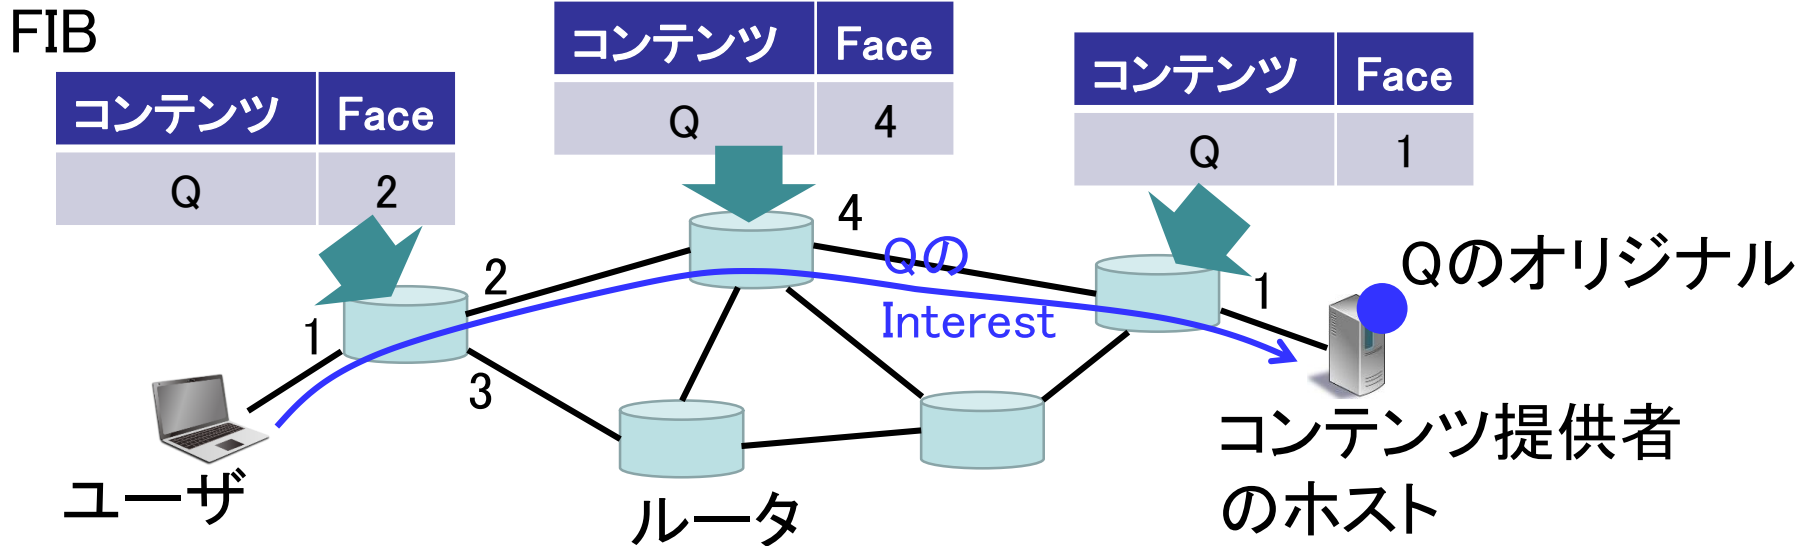 FIB
コンテンツ Face
Q 2
コンテンツ Face
Q 4
コンテンツ Face
Q 1
1
2
3
4
1
Qの
Interest
Qのオリジナル
ユーザ
ルータ
コンテンツ提供者
のホスト